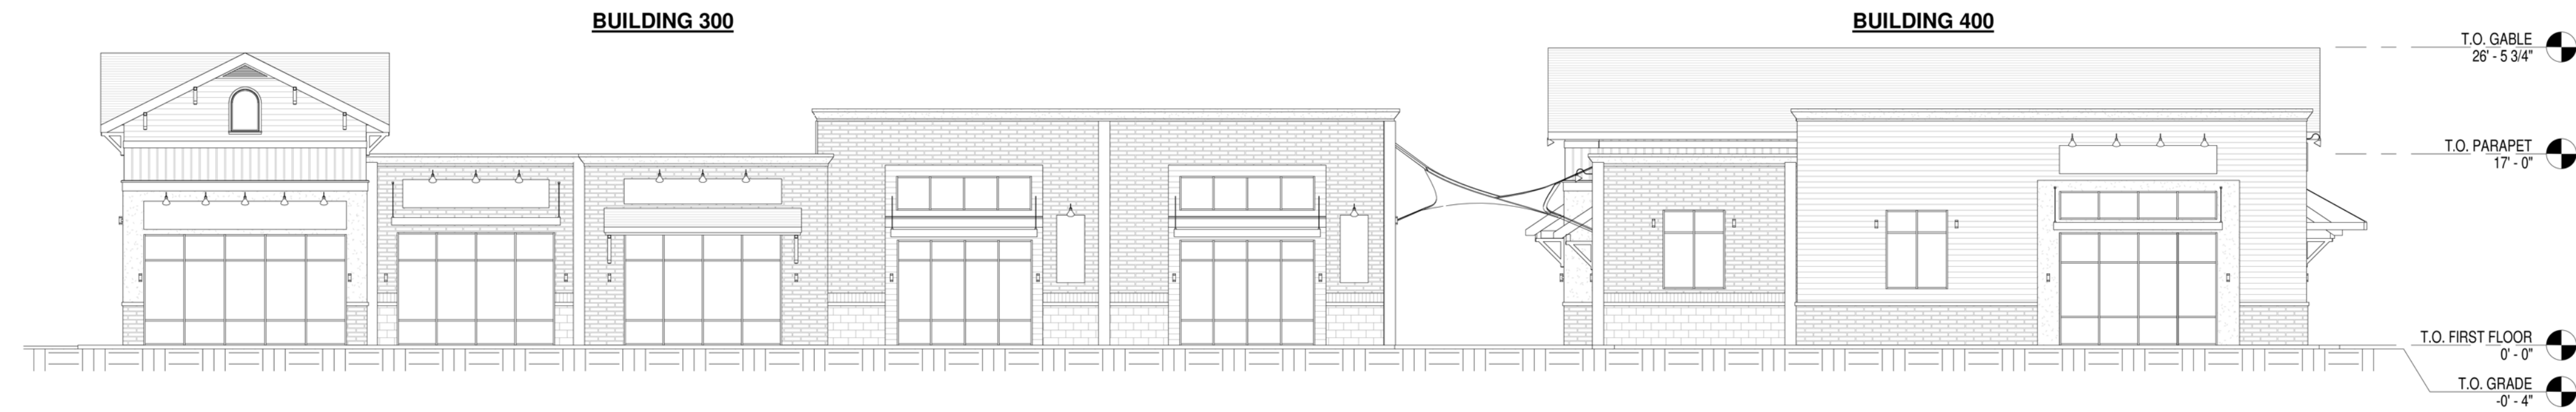 BUILDING 300
BUILDING 400
T.O. GABLE
26' - 5 3/4"
T.O. PARAPET
17' - 0"
T.O. FIRST FLOOR
0' - 0"
T.O. GRADE
-0' - 4"